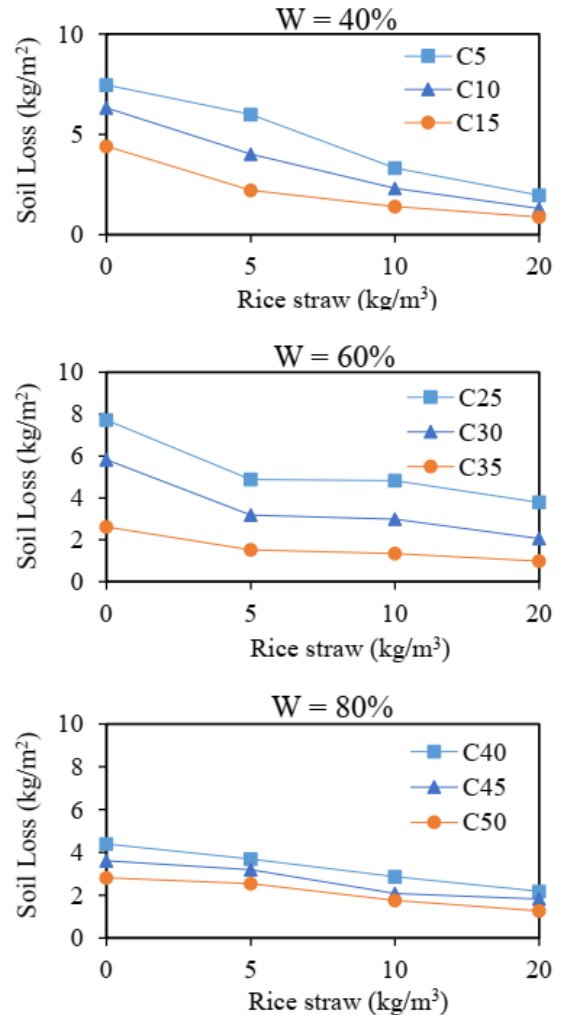 W = 40%
10
5
0
Soil Loss (kg/m²)
C5
C10
C15
0 5 10 20
Rice straw (kg/m³)
W = 60%
10
8
6
4
2
0
Soil Loss (kg/m²)
C25
C30
C35
0 5 10 20
Rice straw (kg/m³)
W = 80%
10
8
6
4
2
0
Soil Loss (kg/m²)
C40
C45
C50
0 5 10 20
Rice straw (kg/m³)